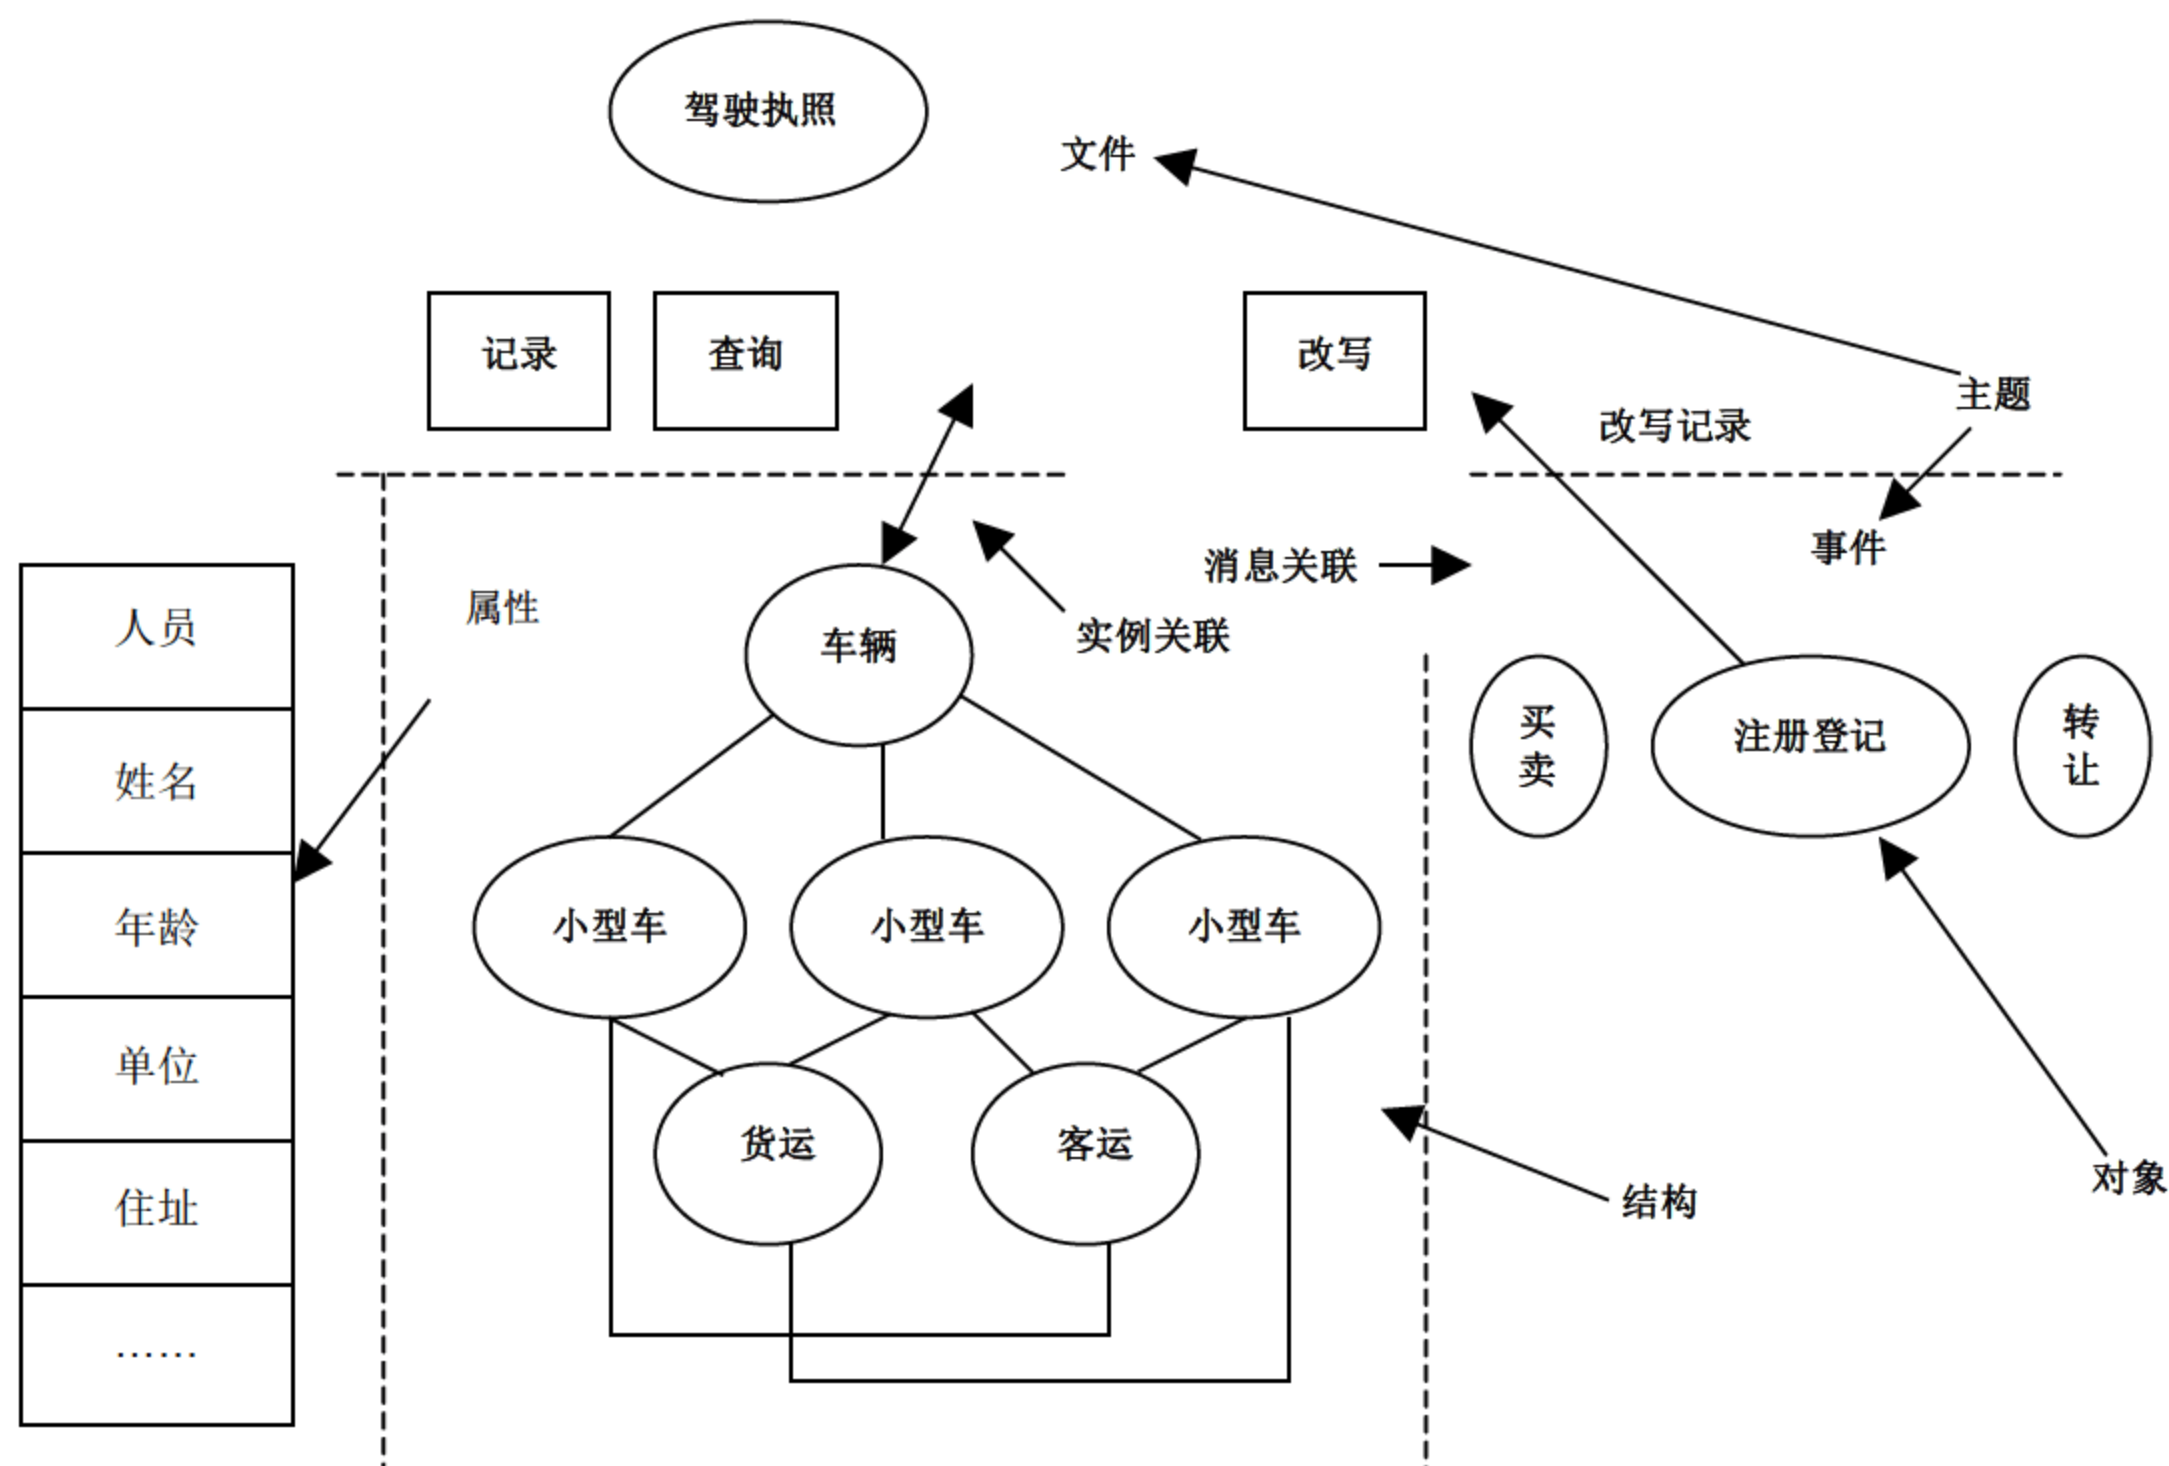 驾驶执照
文件
记录
查询
改写
主题
改写记录
事件
消息关联
实例关联
属性
人员
姓名
年龄
单位
住址
……
车辆
小型车
小型车
小型车
货运
客运
买
卖
注册登记
转
让
结构
对象